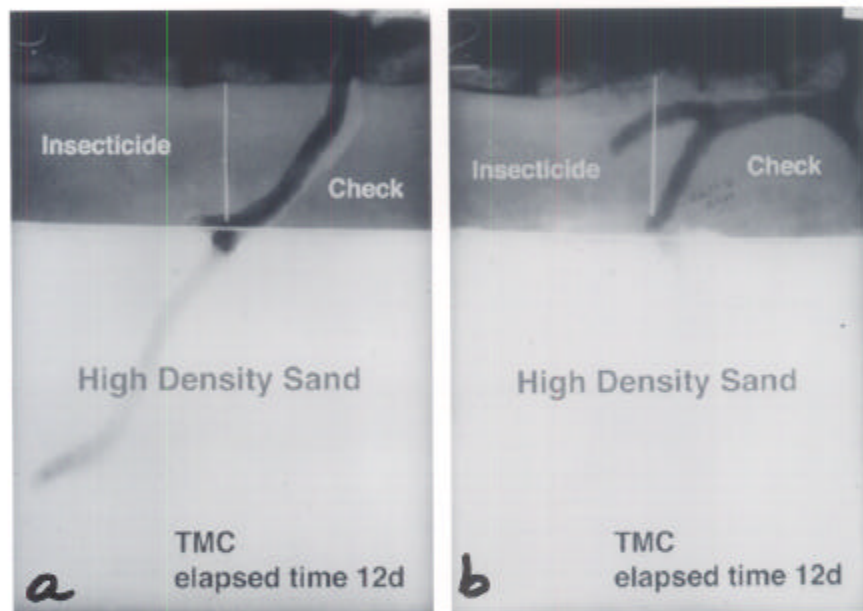 Insecticide
Check
High Density Sand
TMC
elapsed time 12d
a
Insecticide
Check
High Density Sand
TMC
elapsed time 12d
b